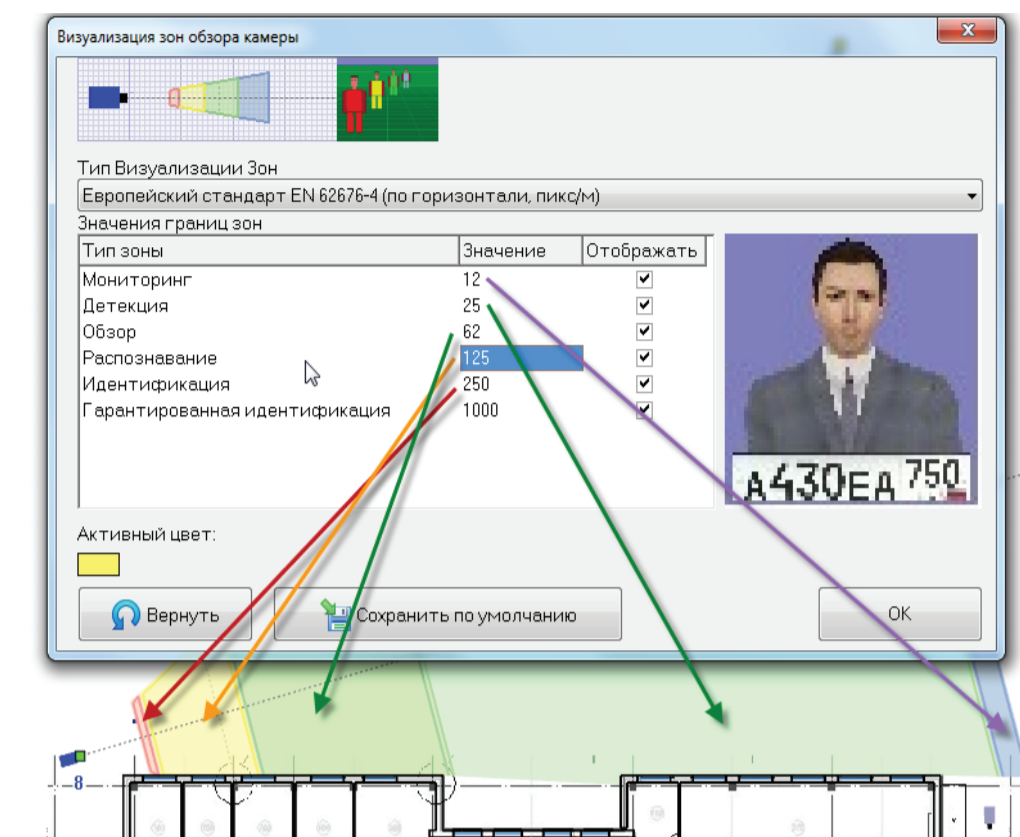 Визуализация зон обзора камеры
Тип Визуализации Зон
Европейский стандарт EN 62676-4 (по горизонтали, пикс/м)
Значения границ зон
Тип зоны Значение Отображать
Мониторинг 12
Детекция 25
Обзор 62
Распознавание 125
Идентификация 250
Гарантированная идентификация 1000
А430ЕД 750
Активный цвет:
Вернуть Сохранить по умолчанию OK
8